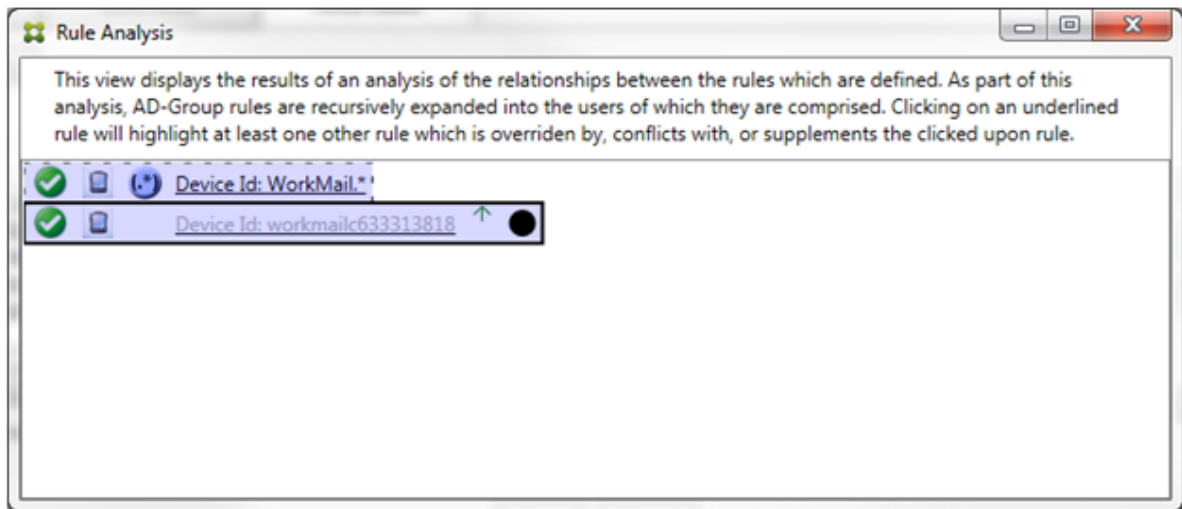 Rule Analysis
This view displays the results of an analysis of the relationships between the rules which are defined. As part of this
analysis, AD-Group rules are recursively expanded into the users of which they are comprised. Clicking on an underlined
rule will highlight at least one other rule which is overriden by, conflicts with, or supplements the clicked upon rule.
(.*) Device Id: WorkMail.*
Device Id: workmailc633313818